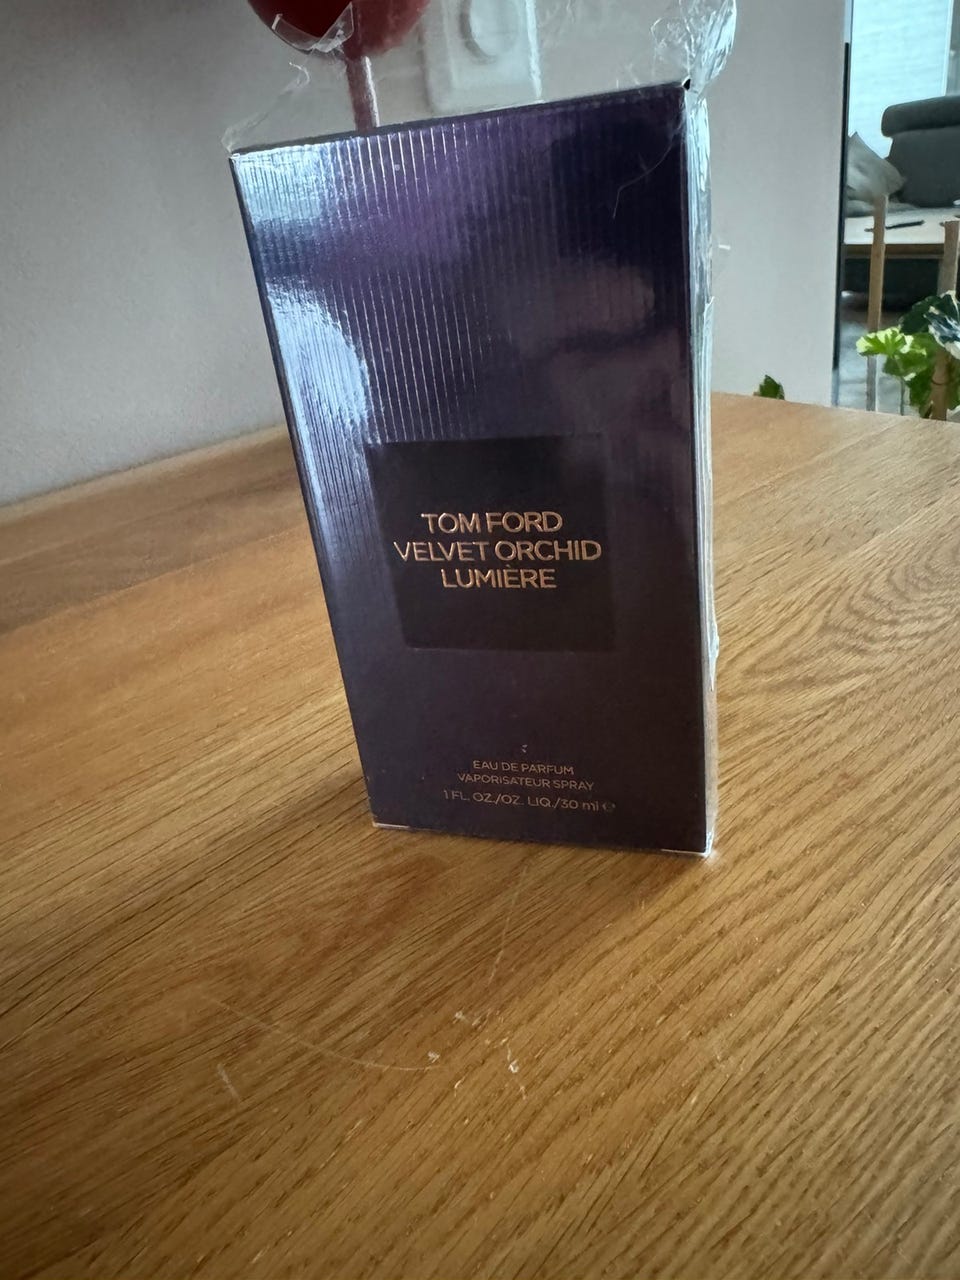 TOM FORD
VELVET ORCHID
LUMIÈRE
EAU DE PARFUM
VAPORISATEUR SPRAY
1 FL. OZ./OZ. LIQ./30 ml ℮